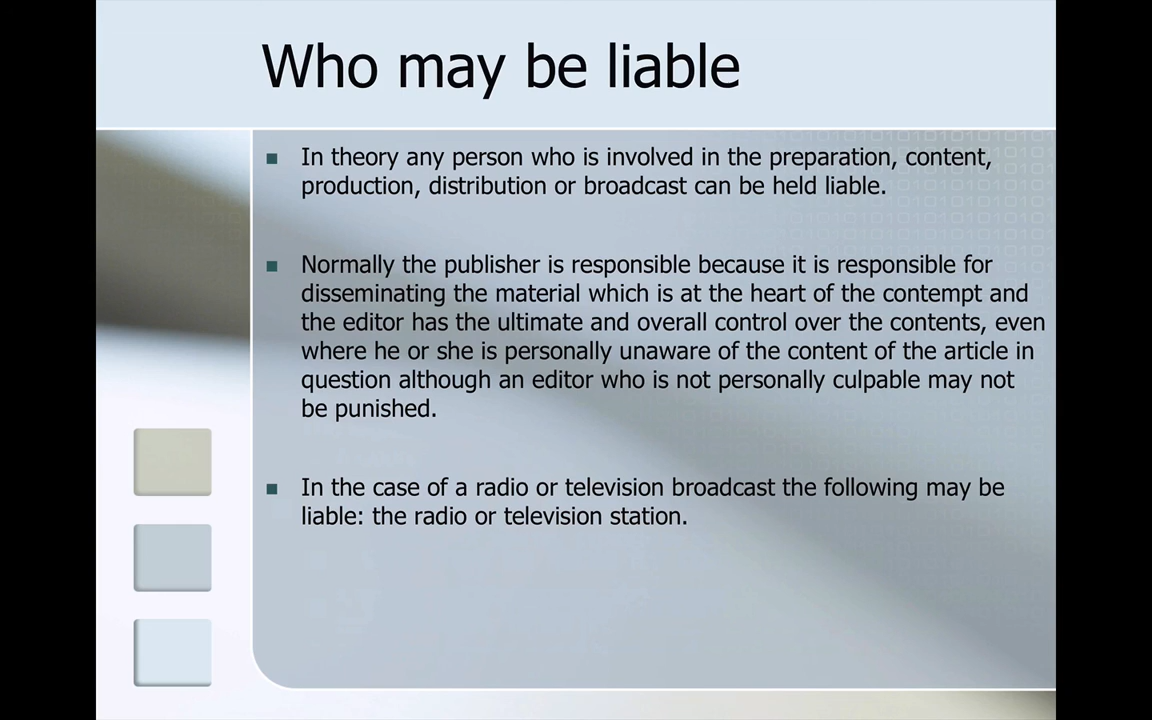 Who may be liable
In theory any person who is involved in the preparation, content,
production, distribution or broadcast can be held liable.
Normally the publisher is responsible because it is responsible for
disseminating the material which is at the heart of the contempt and
the editor has the ultimate and overall control over the contents, even
where he or she is personally unaware of the content of the article in
question although an editor who is not personally culpable may not
be punished.
In the case of a radio or television broadcast the following may be
liable: the radio or television station.